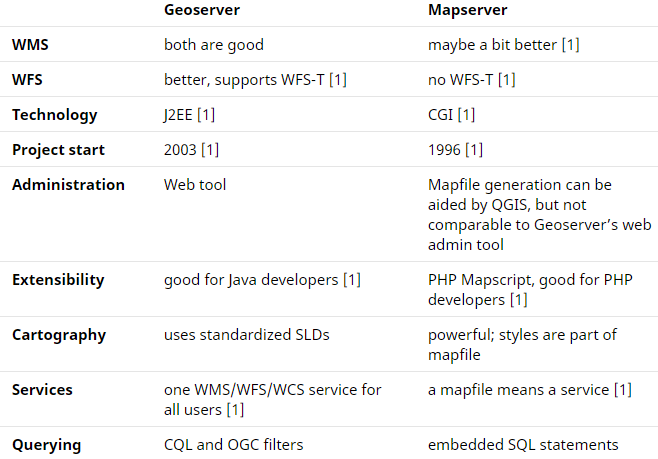 Geoserver Mapserver
WMS both are good maybe a bit better [1]
WFS better, supports WFS-T [1] no WFS-T [1]
Technology J2EE [1] CGI [1]
Project start 2003 [1] 1996 [1]
Administration Web tool Mapfile generation can be
aided by QGIS, but not
comparable to Geoserver’s web
admin tool
Extensibility good for Java developers [1] PHP Mapscript, good for PHP
developers [1]
Cartography uses standardized SLDs powerful; styles are part of
mapfile
Services one WMS/WFS/WCS service for a mapfile means a service [1]
all users [1]
Querying CQL and OGC filters embedded SQL statements